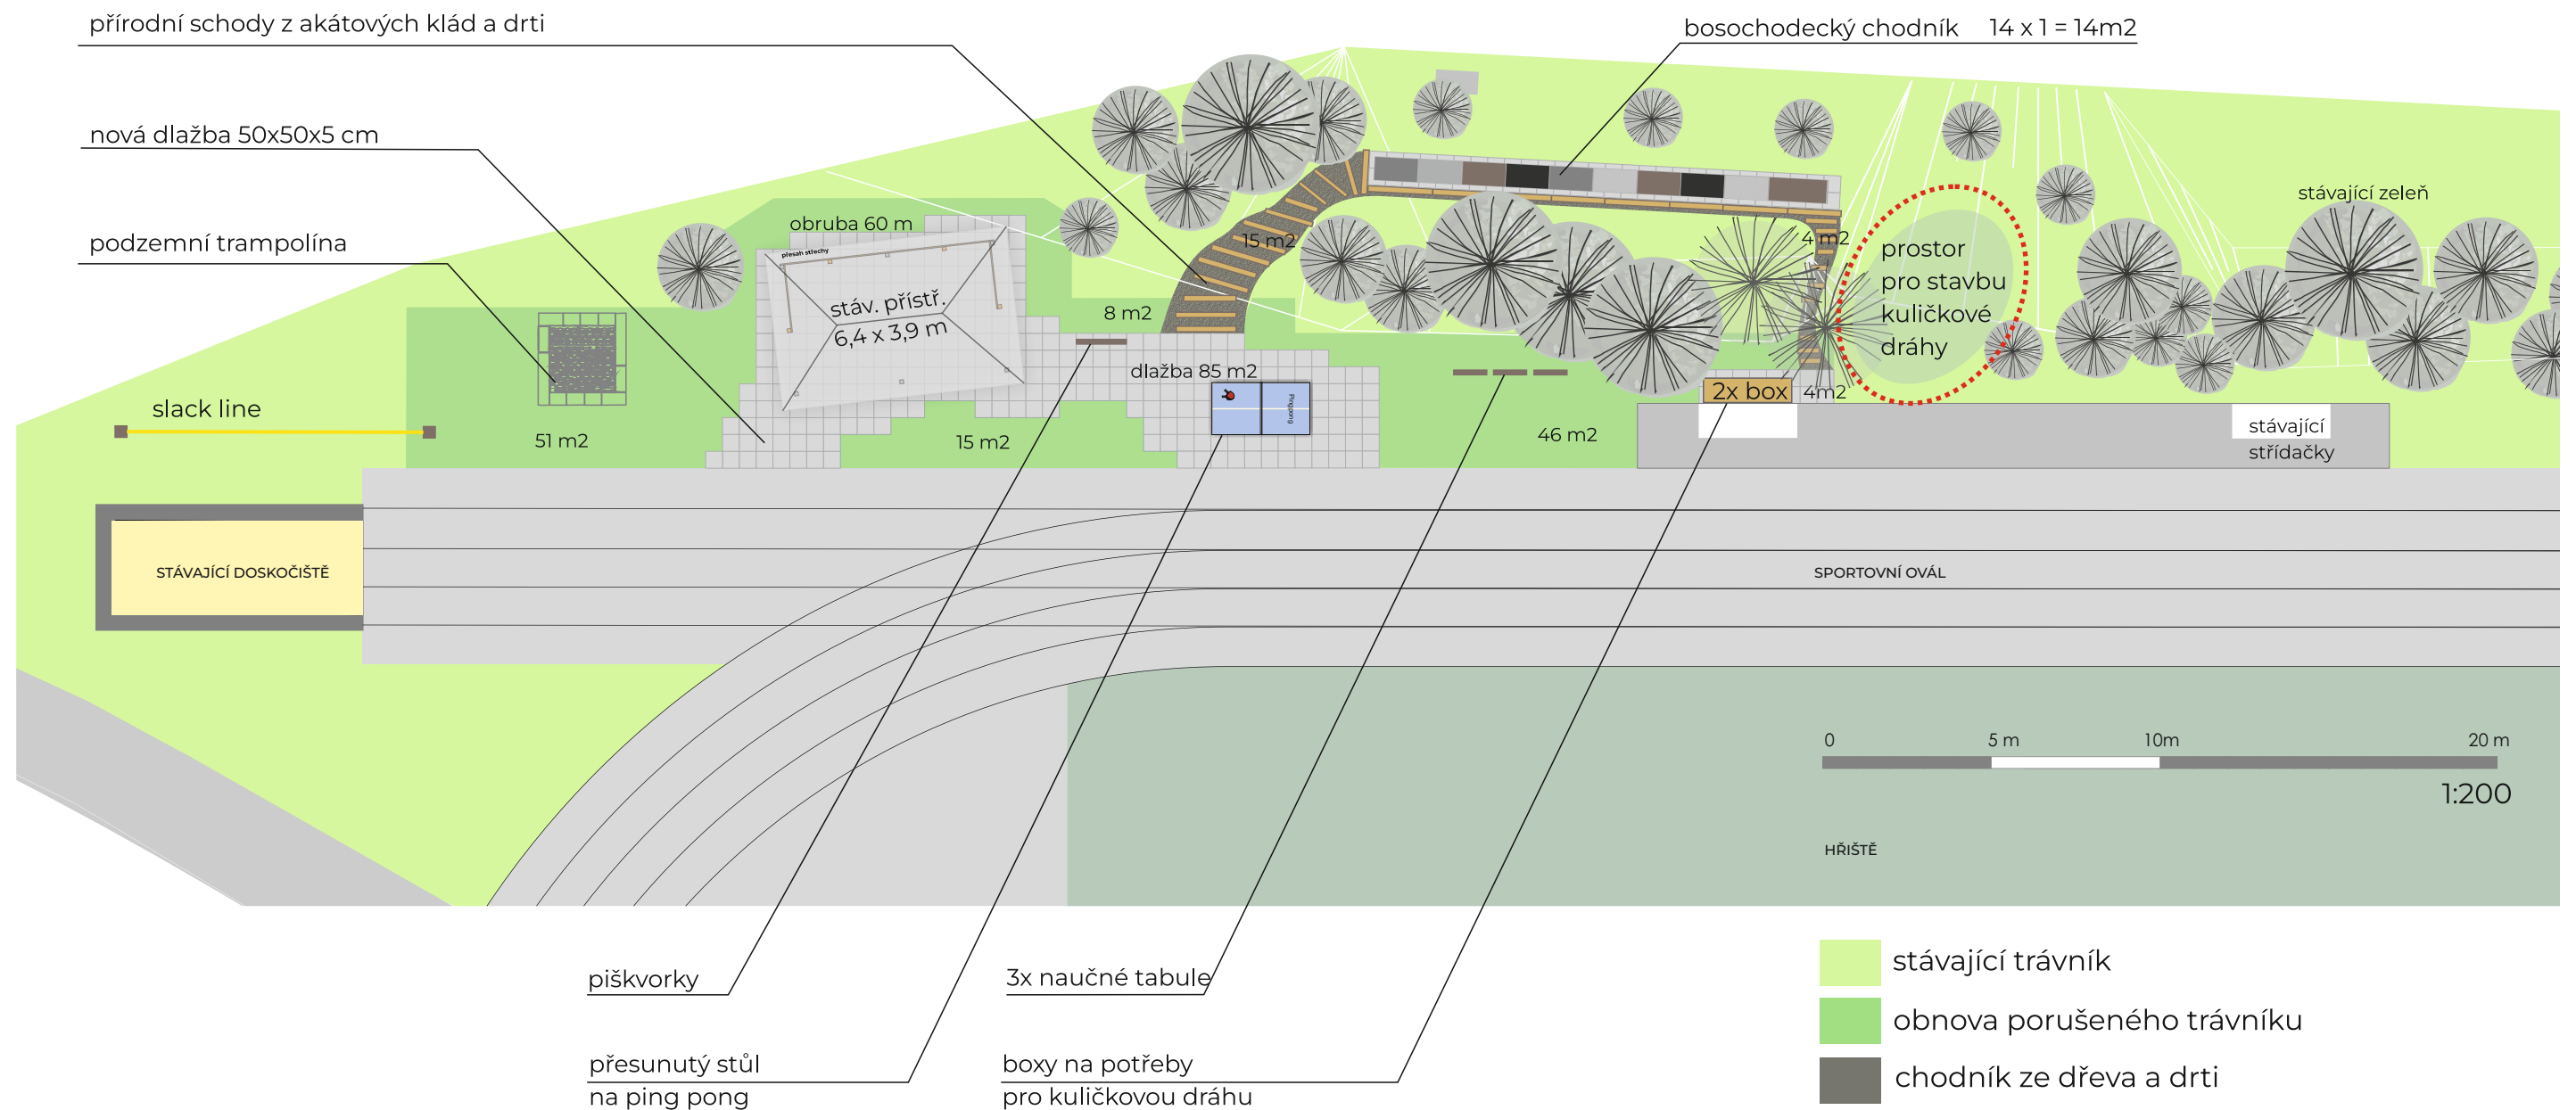 přírodní schody z akátových klád a drti
bosochodecký chodník 14 x 1 = 14m2
nová dlažba 50x50x5 cm
podzemní trampolína
obruba 60 m
přesah střechy
stáv. přístř.
6,4 x 3,9 m
15 m2
4 m2
stávající zeleň
prostor
pro stavbu
kuličkové
dráhy
8 m2
dlažba 85 m2
Pingpong
2x box
4m2
slack line
51 m2
15 m2
46 m2
stávající
střídačky
STÁVAJÍCÍ DOSKOČIŠTĚ
SPORTOVNÍ OVÁL
0 5 m 10m 20 m
1:200
HŘIŠTĚ
piškvorky
3x naučné tabule
přesunutý stůl
na ping pong
boxy na potřeby
pro kuličkovou dráhu
stávající trávník
obnova porušeného trávníku
chodník ze dřeva a drti